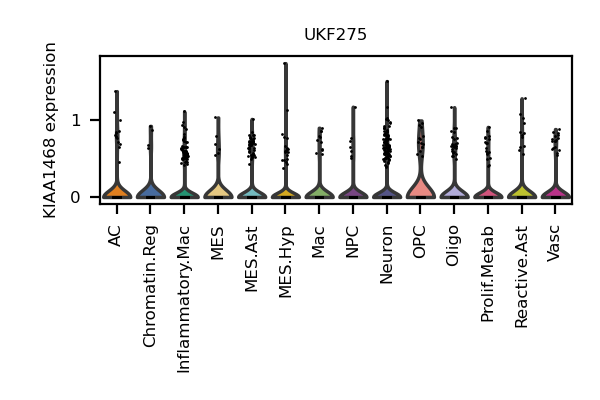 UKF275
KIAA1468 expression
1
0
AC
Chromatin.Reg
Inflammatory.Mac
MES
MES.Ast
MES.Hyp
Mac
NPC
Neuron
OPC
Oligo
Prolif.Metab
Reactive.Ast
Vasc